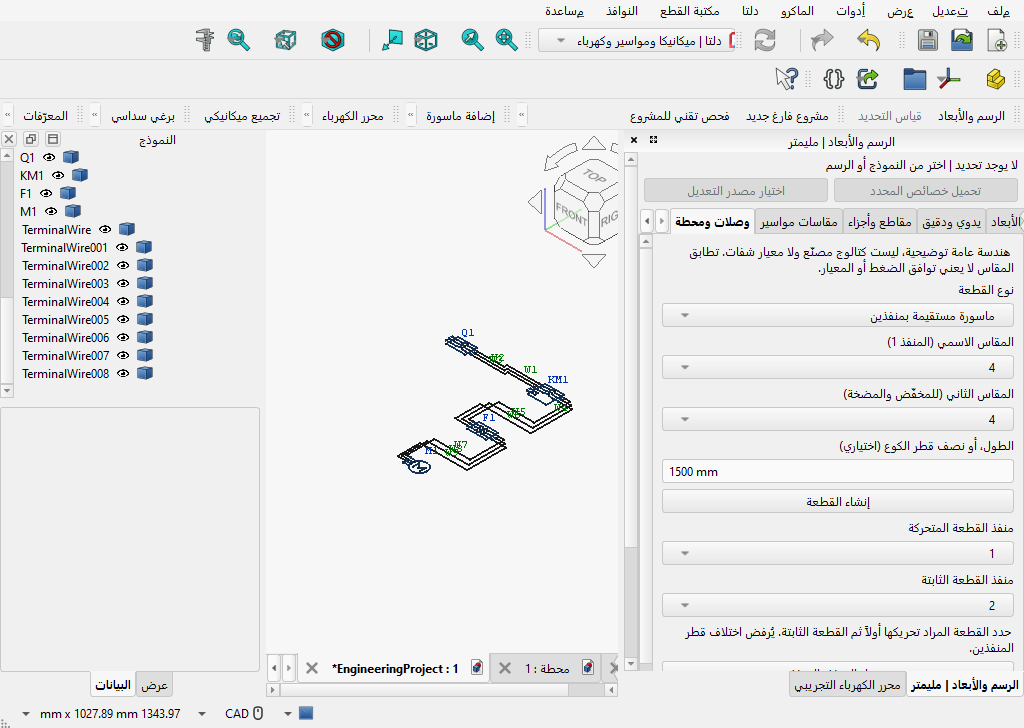 ملف تعديل عرض أدوات الماكرو دلتا مكتبة القطع النوافذ مساعدة
دلتا | ميكانيكا ومواسير وكهرباء
الرسم والأبعاد قياس التحديد مشروع فارغ جديد فحص تقني للمشروع
إضافة ماسورة محرر الكهرباء تجميع ميكانيكي برغي سداسي المعرّفات
الرسم والأبعاد | مليمتر
لا يوجد تحديد | اختر من النموذج أو الرسم
تحميل خصائص المحدد
اختيار مصدر التعديل
الأبعاد يدوي ودقيق مقاطع وأجزاء مقاسات مواسير وصلات ومحطة
هندسة عامة توضيحية، ليست كتالوج مصنّع ولا معيار شفات. تطابق
المقاس لا يعني توافق الضغط أو المعيار.
نوع القطعة
ماسورة مستقيمة بمنفذين
المقاس الاسمي (المنفذ 1)
4
المقاس الثاني (للمخفّض والمضخة)
4
الطول، أو نصف قطر الكوع (اختياري)
1500 mm
إنشاء القطعة
منفذ القطعة المتحركة
1
منفذ القطعة الثابتة
2
حدد القطعة المراد تحريكها أولاً ثم القطعة الثابتة. يُرفض اختلاف قطر
المنفذين.
الرسم والأبعاد | مليمتر
محرر الكهرباء التجريبي
النموذج
Q1
KM1
F1
M1
TerminalWire
TerminalWire001
TerminalWire002
TerminalWire003
TerminalWire004
TerminalWire005
TerminalWire006
TerminalWire007
TerminalWire008
عرض
البيانات
TOP
FRONT
RIG
Q1
W1
KM1
F1
محطة : 1
EngineeringProject : 1*
CAD
1343.97 mm x 1027.89 mm